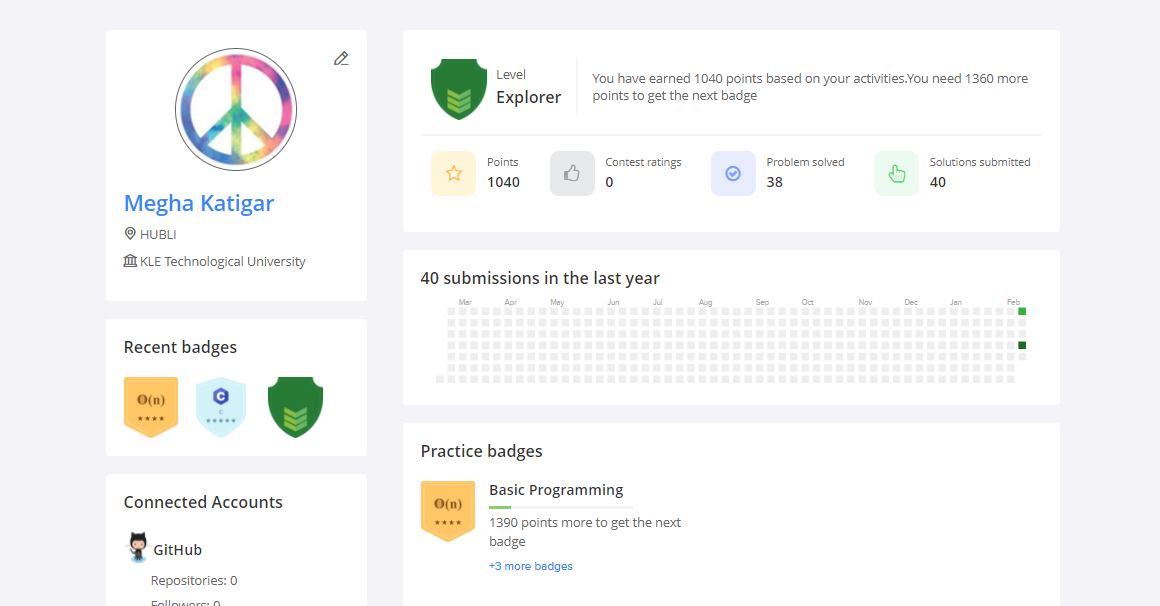 Megha Katigar
HUBLI
KLE Technological University
Recent badges
O(n)
C
C
Connected Accounts
GitHub
Repositories: 0
Followers: 0
Level
Explorer
You have earned 1040 points based on your activities.You need 1360 more
points to get the next badge
Points
1040
Contest ratings
0
Problem solved
38
Solutions submitted
40
40 submissions in the last year
Mar Apr May Jun Jul Aug Sep Oct Nov Dec Jan Feb
Practice badges
O(n)
Basic Programming
1390 points more to get the next
badge
+3 more badges